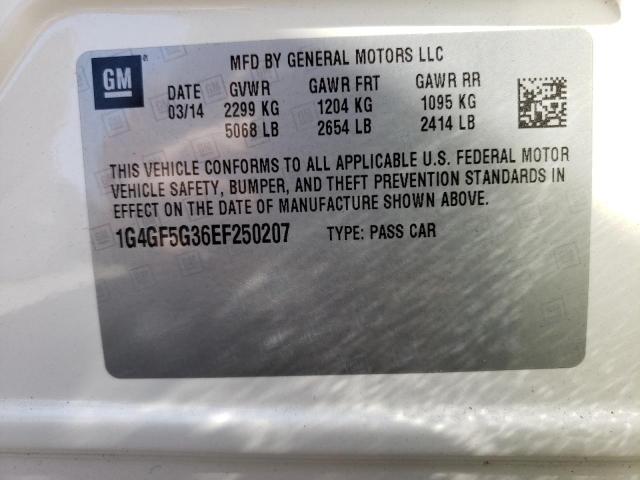 GM
MFD BY GENERAL MOTORS LLC
DATE GVWR GAWR FRT GAWR RR
03/14 2299 KG 1204 KG 1095 KG
5068 LB 2654 LB 2414 LB
THIS VEHICLE CONFORMS TO ALL APPLICABLE U.S. FEDERAL MOTOR
VEHICLE SAFETY, BUMPER, AND THEFT PREVENTION STANDARDS IN
EFFECT ON THE DATE OF MANUFACTURE SHOWN ABOVE.
1G4GF5G36EF250207 TYPE: PASS CAR